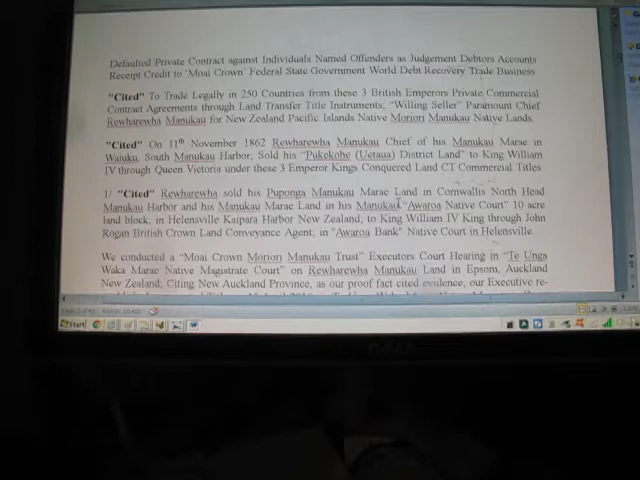 Defaulted Private Contract against Individuals Named Offenders as Judgement Debtors Accounts
Receipt Credit to 'Moai Crown' Federal State Government World Debt Recovery Trade Business
"Cited" To Trade Legally in 250 Countries from these 3 British Emperors Private Commercial
Contract Agreements through Land Transfer Title Instruments, "Willing Seller" Paramount Chief
Rewharewha Manukau for New Zealand Pacific Islands Native Morion Manukau Native Lands.
"Cited" On 11th November 1862 Rewharewha Manukau Chief of his Manukau Marae in
Waiuku, South Manukau Harbor, Sold his "Pukekohe (Uetaua) District Land" to King William
IV through Queen Victoria under these 3 Emperor Kings Conquered Land CT Commercial Titles
1/ "Cited" Rewharewha sold his Puponga Manukau Marae Land in Cornwallis North Head
Manukau Harbor and his Manukau Marae Land in his Manukau "Awaroa Native Court" 10 acre
land block, in Helensville Kaipara Harbor New Zealand; to King William IV King through John
Rogan British Crown Land Conveyance Agent; in "Awaroa Bank" Native Court in Helensville.
We conducted a "Moai Crown Morion Manukau Trust" Executors Court Hearing in "Te Unga
Waka Marae Native Magistrate Court" on Rewharewha Manukau Land in Epsom, Auckland
New Zealand; Citing New Auckland Province, as our proof fact cited evidence, our Executive re-
Start